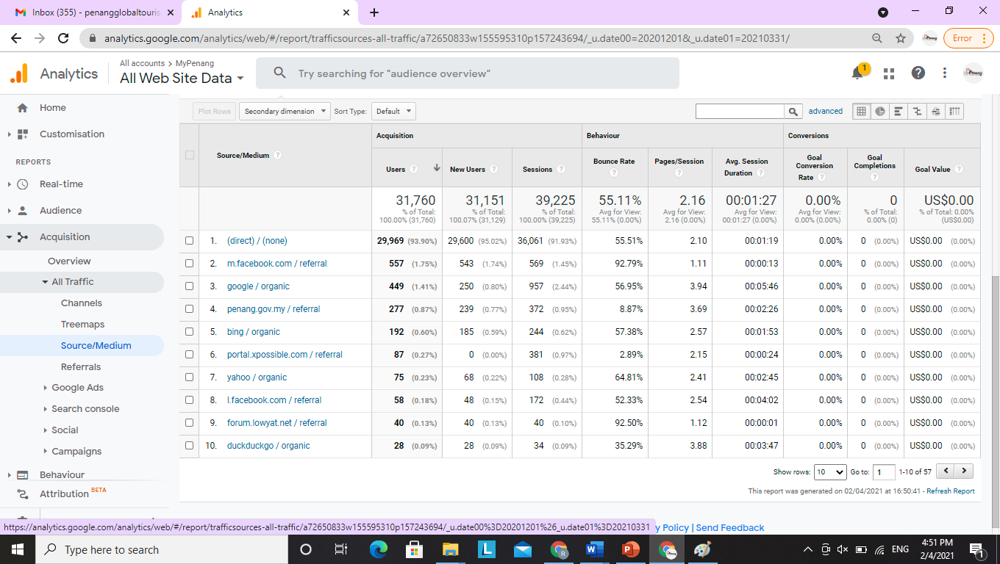 Inbox (355) - penangglobaltouris
Analytics
analytics.google.com/analytics/web/#/report/trafficsources-all-traffic/a72650833w155595310p157243694/_u.date00=20201201&_u.date01=20210331/
Error
Analytics
All accounts > MyPenang
All Web Site Data
Try searching for "audience overview"
1
Home
Customisation
REPORTS
Real-time
Audience
Acquisition
Overview
All Traffic
Channels
Treemaps
Source/Medium
Referrals
Google Ads
Search console
Social
Campaigns
Behaviour
Attribution BETA
Plot Rows Secondary dimension Sort Type: Default advanced
Source/Medium Acquisition Behaviour Conversions
Users New Users Sessions Bounce Rate Pages/Session Avg. Session Duration Goal Conversion Rate Goal Completions Goal Value
31,760 31,151 39,225 55.11% 2.16 00:01:27 0.00% 0 US$0.00
% of Total: % of Total: % of Total: Avg for View: Avg for View: Avg for View: Avg for View: % of Total: % of Total: 0.00%
100.00% (31,760) 100.07% (31,129) 100.00% (39,225) 55.11% (0.00%) 2.16 (0.00%) 00:01:27 (0.00%) 0.00% (0.00%) 0.00% (0) (US$0.00)
1. (direct) / (none) 29,969 (93.90%) 29,600 (95.02%) 36,061 (91.93%) 55.51% 2.10 00:01:19 0.00% 0 (0.00%) US$0.00 (0.00%)
2. m.facebook.com / referral 557 (1.75%) 543 (1.74%) 569 (1.45%) 92.79% 1.11 00:00:13 0.00% 0 (0.00%) US$0.00 (0.00%)
3. google / organic 449 (1.41%) 250 (0.80%) 957 (2.44%) 56.95% 3.94 00:05:46 0.00% 0 (0.00%) US$0.00 (0.00%)
4. penang.gov.my / referral 277 (0.87%) 239 (0.77%) 372 (0.95%) 8.87% 3.69 00:02:26 0.00% 0 (0.00%) US$0.00 (0.00%)
5. bing / organic 192 (0.60%) 185 (0.59%) 244 (0.62%) 57.38% 2.57 00:01:53 0.00% 0 (0.00%) US$0.00 (0.00%)
6. portal.xpossible.com / referral 87 (0.27%) 0 (0.00%) 381 (0.97%) 2.89% 2.15 00:00:24 0.00% 0 (0.00%) US$0.00 (0.00%)
7. yahoo / organic 75 (0.23%) 68 (0.22%) 108 (0.28%) 64.81% 2.41 00:02:45 0.00% 0 (0.00%) US$0.00 (0.00%)
8. l.facebook.com / referral 58 (0.18%) 48 (0.15%) 172 (0.44%) 52.33% 2.54 00:04:02 0.00% 0 (0.00%) US$0.00 (0.00%)
9. forum.lowyat.net / referral 40 (0.13%) 40 (0.13%) 40 (0.10%) 92.50% 1.12 00:00:01 0.00% 0 (0.00%) US$0.00 (0.00%)
10. duckduckgo / organic 28 (0.09%) 28 (0.09%) 34 (0.09%) 35.29% 3.88 00:03:47 0.00% 0 (0.00%) US$0.00 (0.00%)
Show rows: 10 Go to: 1 1-10 of 57
This report was generated on 02/04/2021 at 16:50:41 - Refresh Report
https://analytics.google.com/analytics/web/#/report/trafficsources-all-traffic/a72650833w155595310p157243694/_u.date00%3D20201201%26_u.date01%3D20210331
y Policy | Send Feedback
Type here to search
ENG
4:51 PM
2/4/2021
1